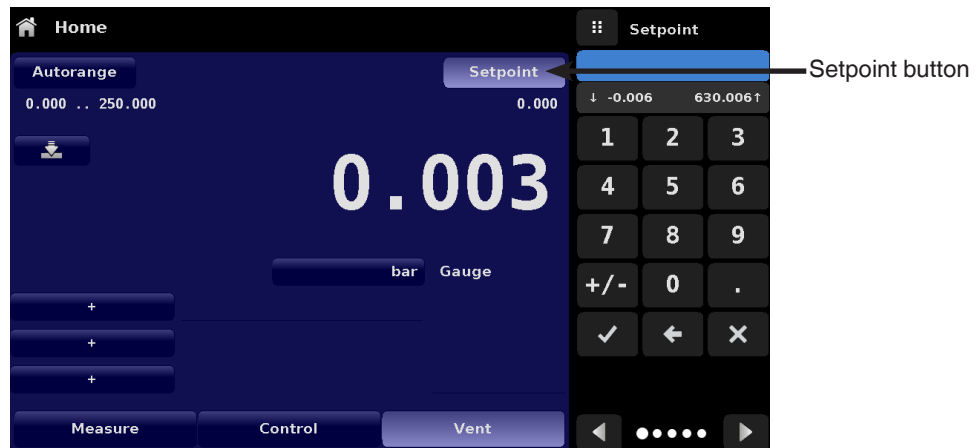 Home
Autorange
Setpoint
0.000 .. 250.000
0.000
0.003
bar
Gauge
+
+
+
Measure
Control
Vent
Setpoint
↓ -0.006 630.006↑
1 2 3
4 5 6
7 8 9
+/- 0 .
Setpoint button